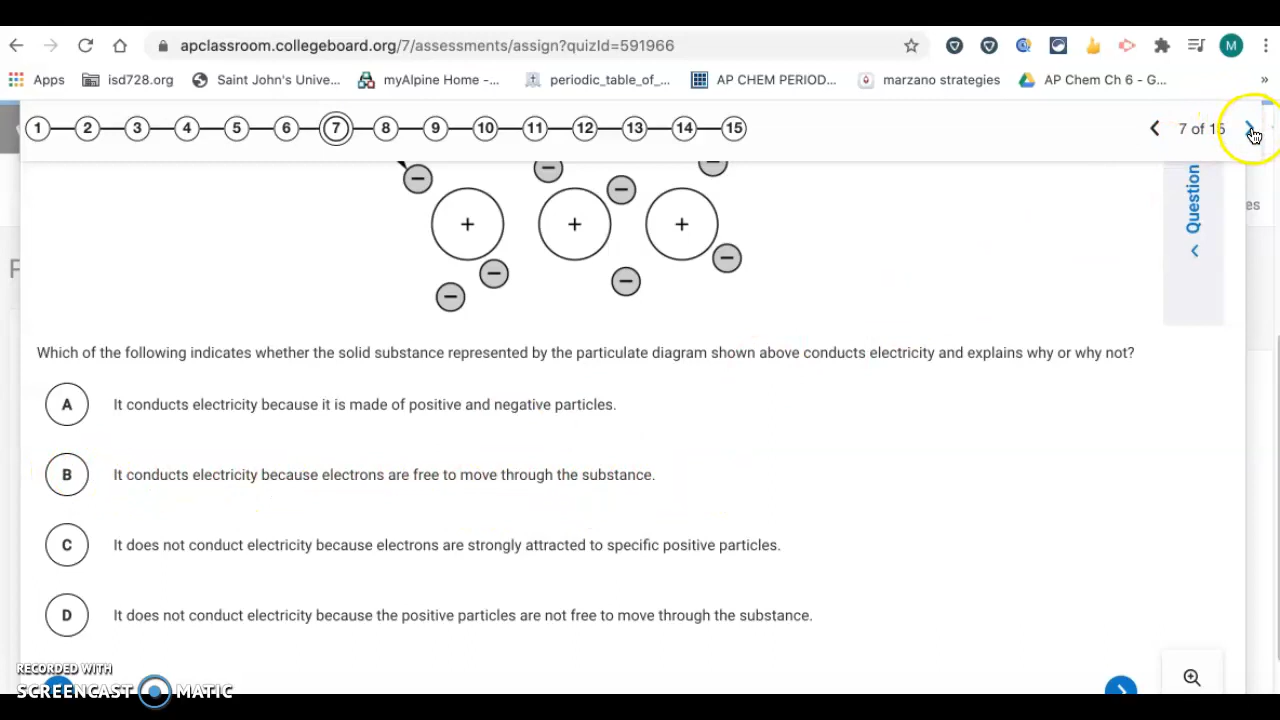 apclassroom.collegeboard.org/7/assessments/assign?quizId=591966
M
Apps isd728.org Saint John's Unive... myAlpine Home -... periodic_table_of_... AP CHEM PERIOD... marzano strategies AP Chem Ch 6 - G... »
1 2 3 4 5 6 7 8 9 10 11 12 13 14 15 7 of 15
Question
es
P
+ + +
Which of the following indicates whether the solid substance represented by the particulate diagram shown above conducts electricity and explains why or why not?
A It conducts electricity because it is made of positive and negative particles.
B It conducts electricity because electrons are free to move through the substance.
C It does not conduct electricity because electrons are strongly attracted to specific positive particles.
D It does not conduct electricity because the positive particles are not free to move through the substance.
RECORDED WITH
SCREENCAST MATIC